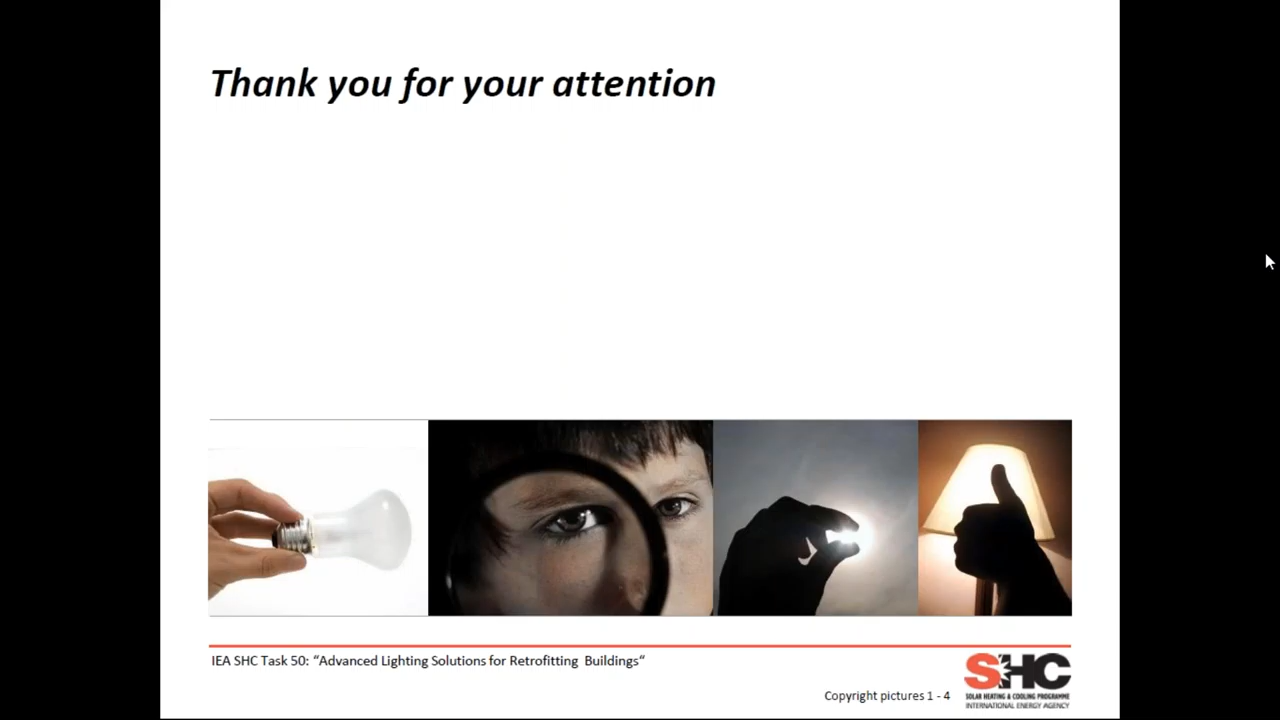 Thank you for your attention
IEA SHC Task 50: “Advanced Lighting Solutions for Retrofitting Buildings“
Copyright pictures 1 - 4
SHC
SOLAR HEATING & COOLING PROGRAMME
INTERNATIONAL ENERGY AGENCY